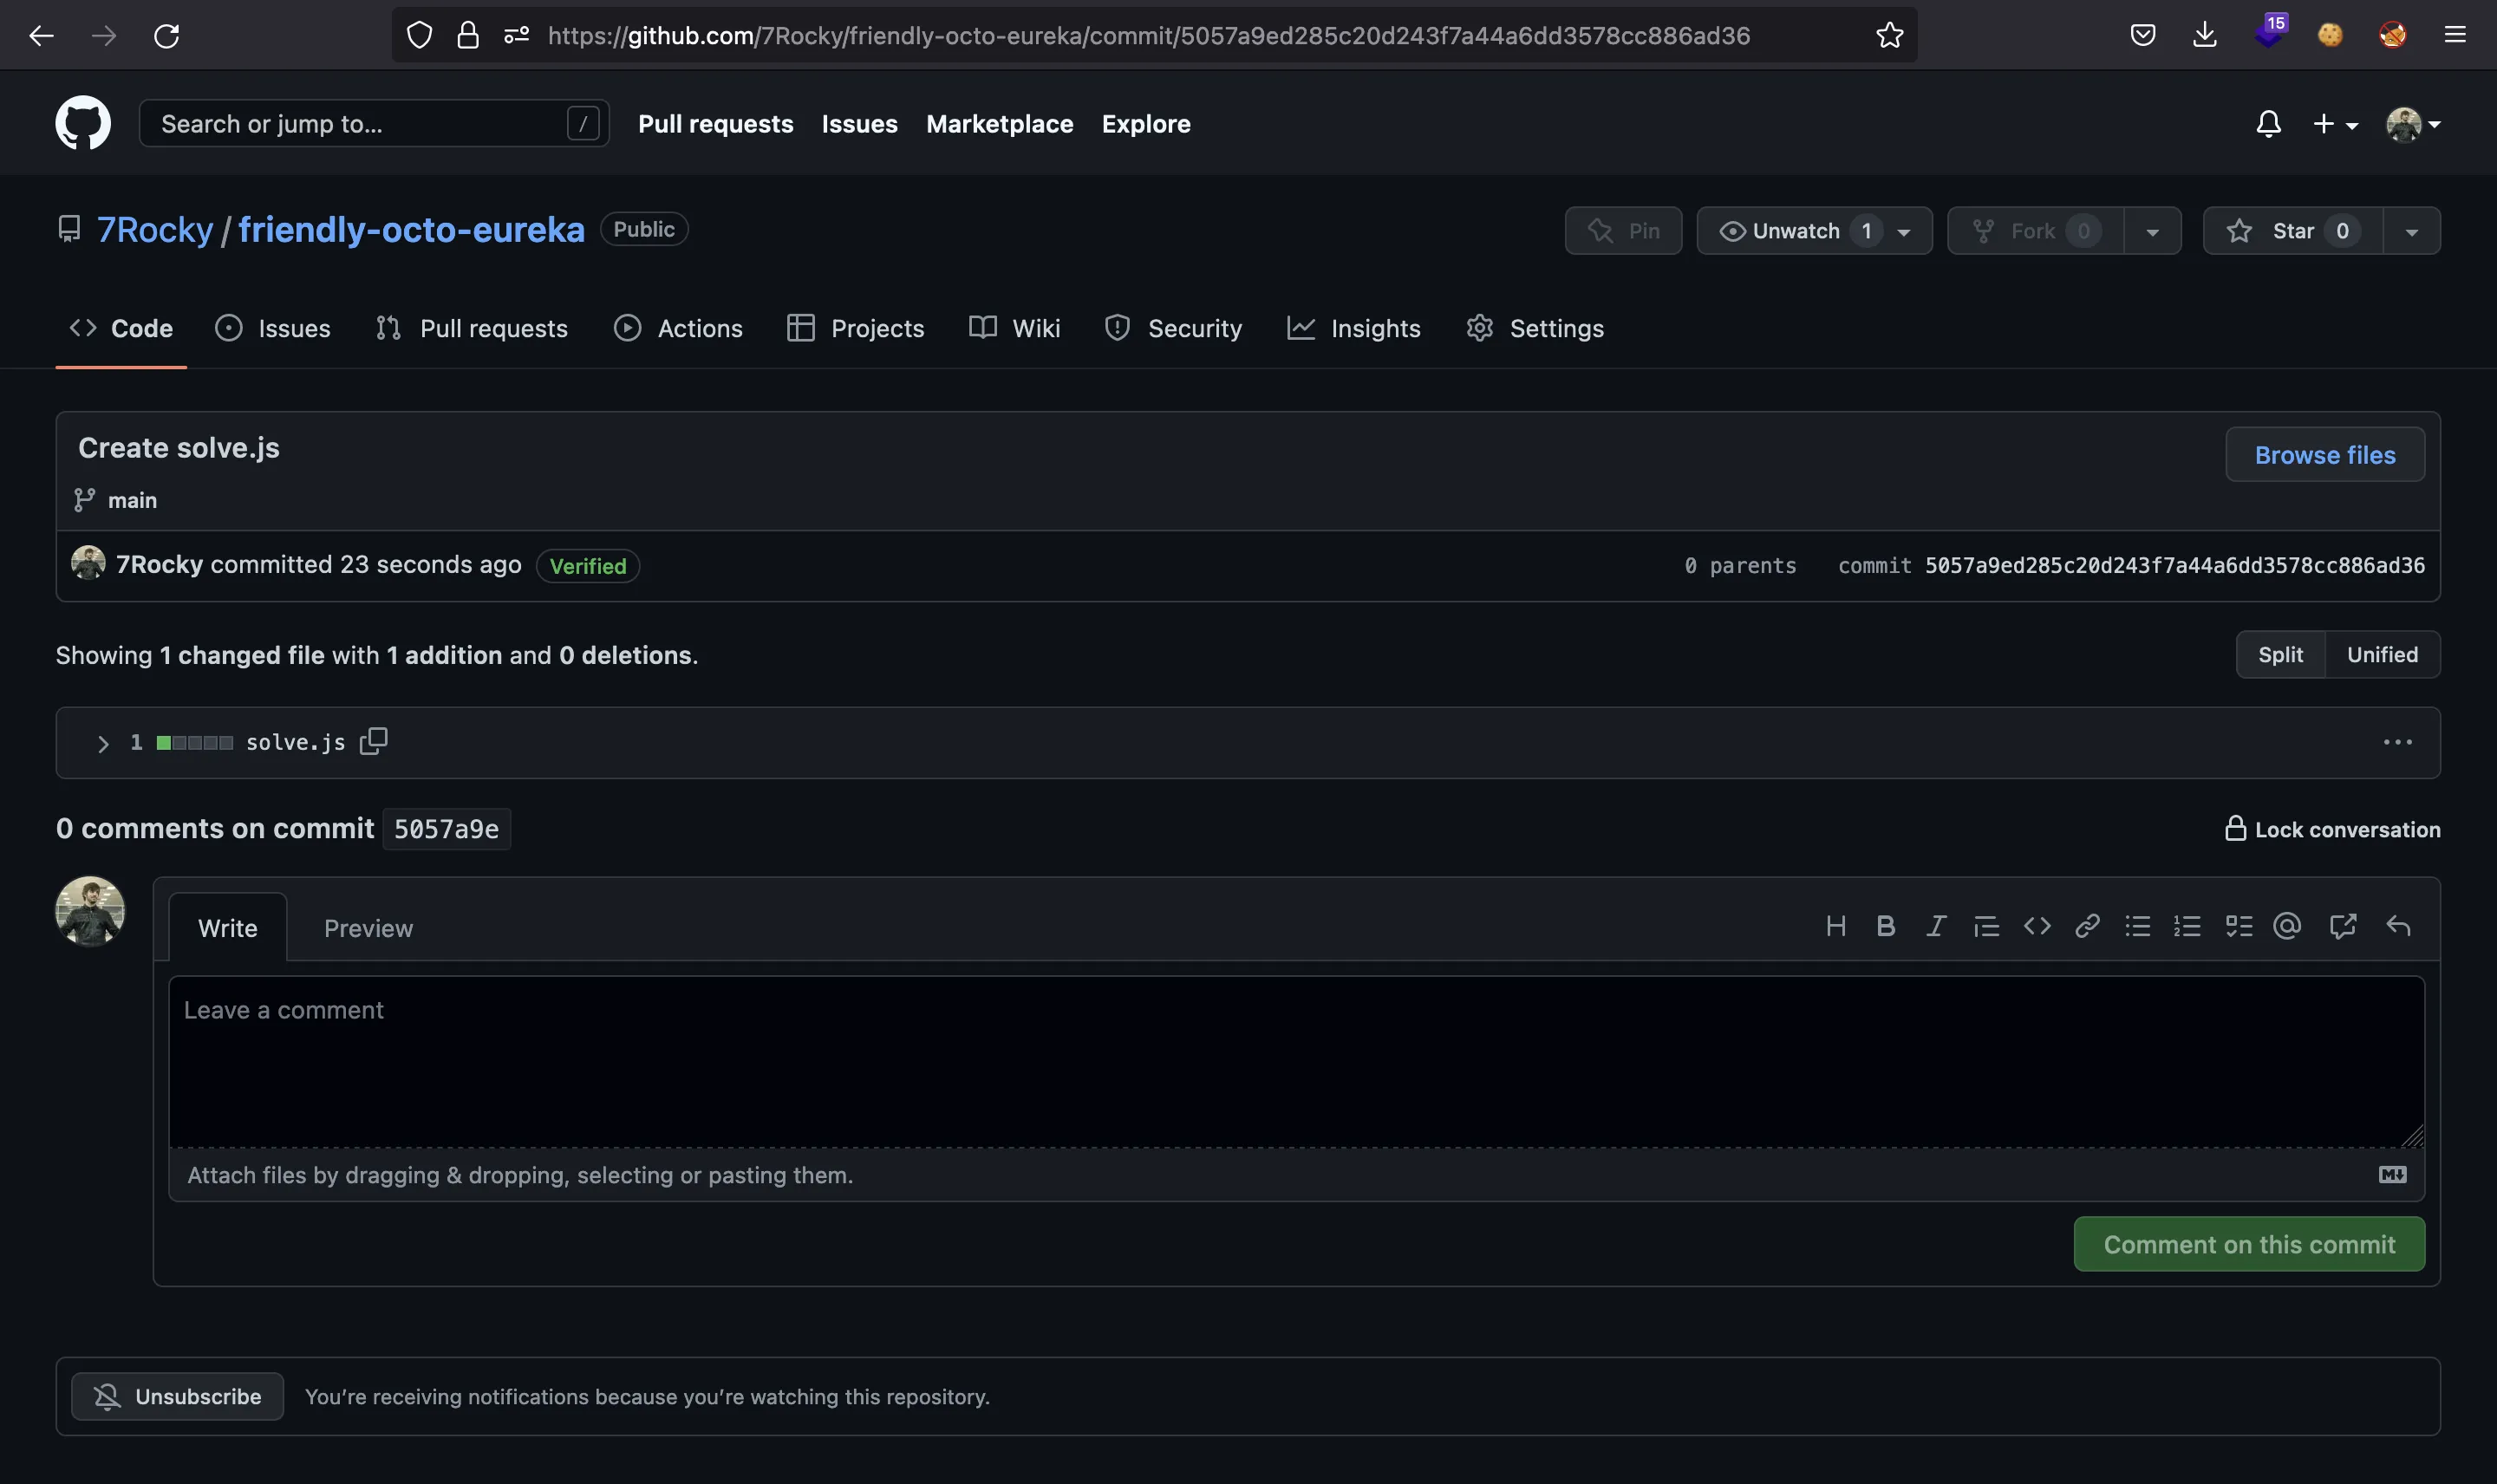 https://github.com/7Rocky/friendly-octo-eureka/commit/5057a9ed285c20d243f7a44a6dd3578cc886ad36
15
Search or jump to...
/
Pull requests
Issues
Marketplace
Explore
7Rocky / friendly-octo-eureka
Public
Pin
Unwatch 1
Fork 0
Star 0
Code
Issues
Pull requests
Actions
Projects
Wiki
Security
Insights
Settings
Create solve.js
Browse files
main
7Rocky committed 23 seconds ago
Verified
0 parents
commit 5057a9ed285c20d243f7a44a6dd3578cc886ad36
Showing 1 changed file with 1 addition and 0 deletions.
Split
Unified
1
solve.js
0 comments on commit 5057a9e
Lock conversation
Write
Preview
Leave a comment
Attach files by dragging & dropping, selecting or pasting them.
Comment on this commit
Unsubscribe
You’re receiving notifications because you’re watching this repository.